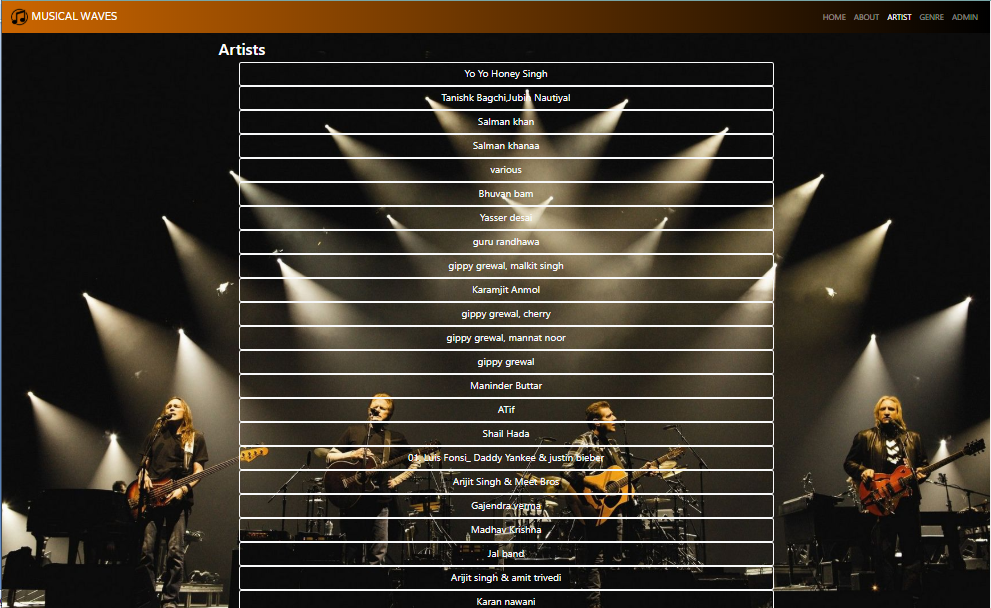 MUSICAL WAVES
HOME ABOUT ARTIST GENRE ADMIN
Artists
Yo Yo Honey Singh
Tanishk Bagchi,Jubin Nautiyal
Salman khan
Salman khanaa
various
Bhuvan bam
Yasser desai
guru randhawa
gippy grewal, malkit singh
Karamjit Anmol
gippy grewal, cherry
gippy grewal, mannat noor
gippy grewal
Maninder Buttar
ATif
Shail Hada
01. Luis Fonsi_ Daddy Yankee & justin bieber
Arijit Singh & Meet Bros
Gajendra verma
Madhav Krishna
Jal band
Arijit singh & amit trivedi
Karan nawani